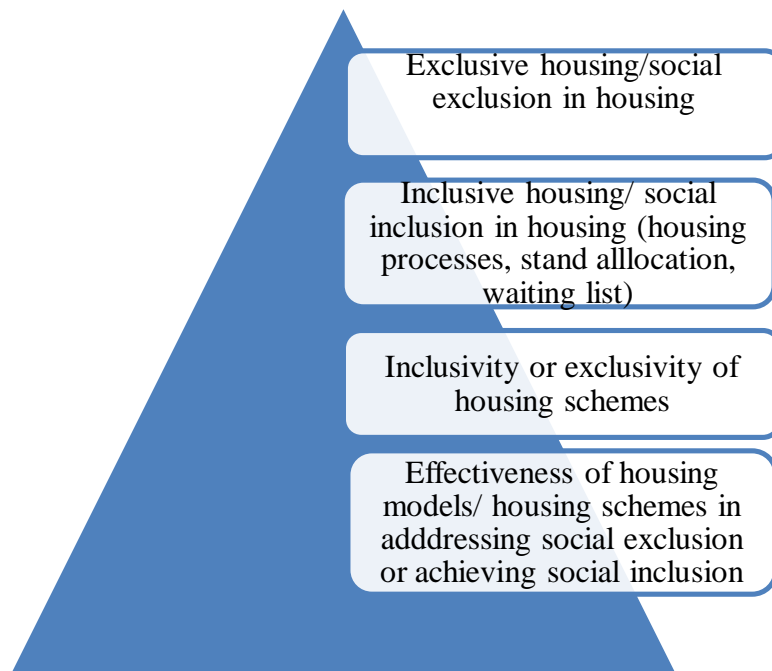 Exclusive housing/social
exclusion in housing
Inclusive housing/ social
inclusion in housing (housing
processes, stand alllocation,
waiting list)
Inclusivity or exclusivity of
housing schemes
Effectiveness of housing
models/ housing schemes in
adddressing social exclusion
or achieving social inclusion